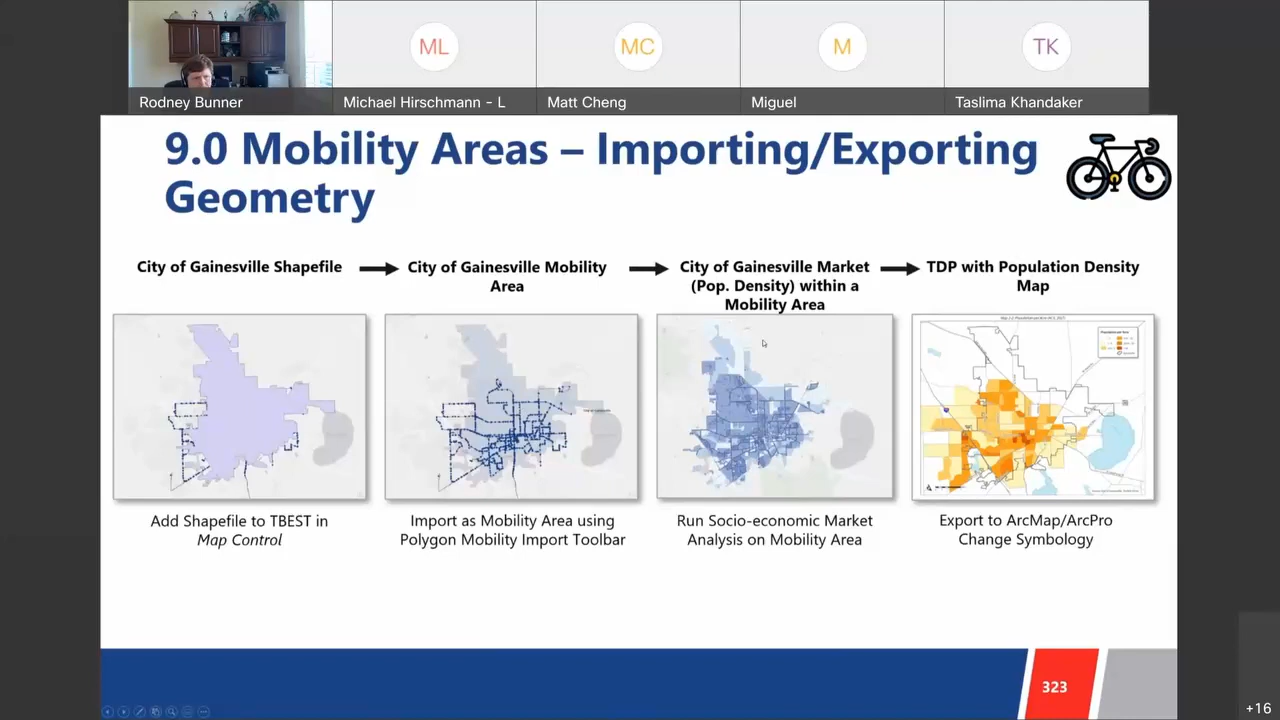 ML
MC
M
TK
Rodney Bunner
Michael Hirschmann - L
Matt Cheng
Miguel
Taslima Khandaker
9.0 Mobility Areas – Importing/Exporting
Geometry
City of Gainesville Shapefile
City of Gainesville Mobility
Area
City of Gainesville Market
(Pop. Density) within a
Mobility Area
TDP with Population Density
Map
Add Shapefile to TBEST in
Map Control
Import as Mobility Area using
Polygon Mobility Import Toolbar
Run Socio-economic Market
Analysis on Mobility Area
Export to ArcMap/ArcPro
Change Symbology
323
+16